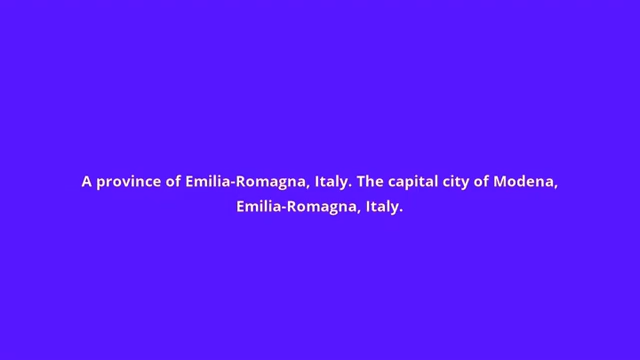 A province of Emilia-Romagna, Italy. The capital city of Modena,
Emilia-Romagna, Italy.